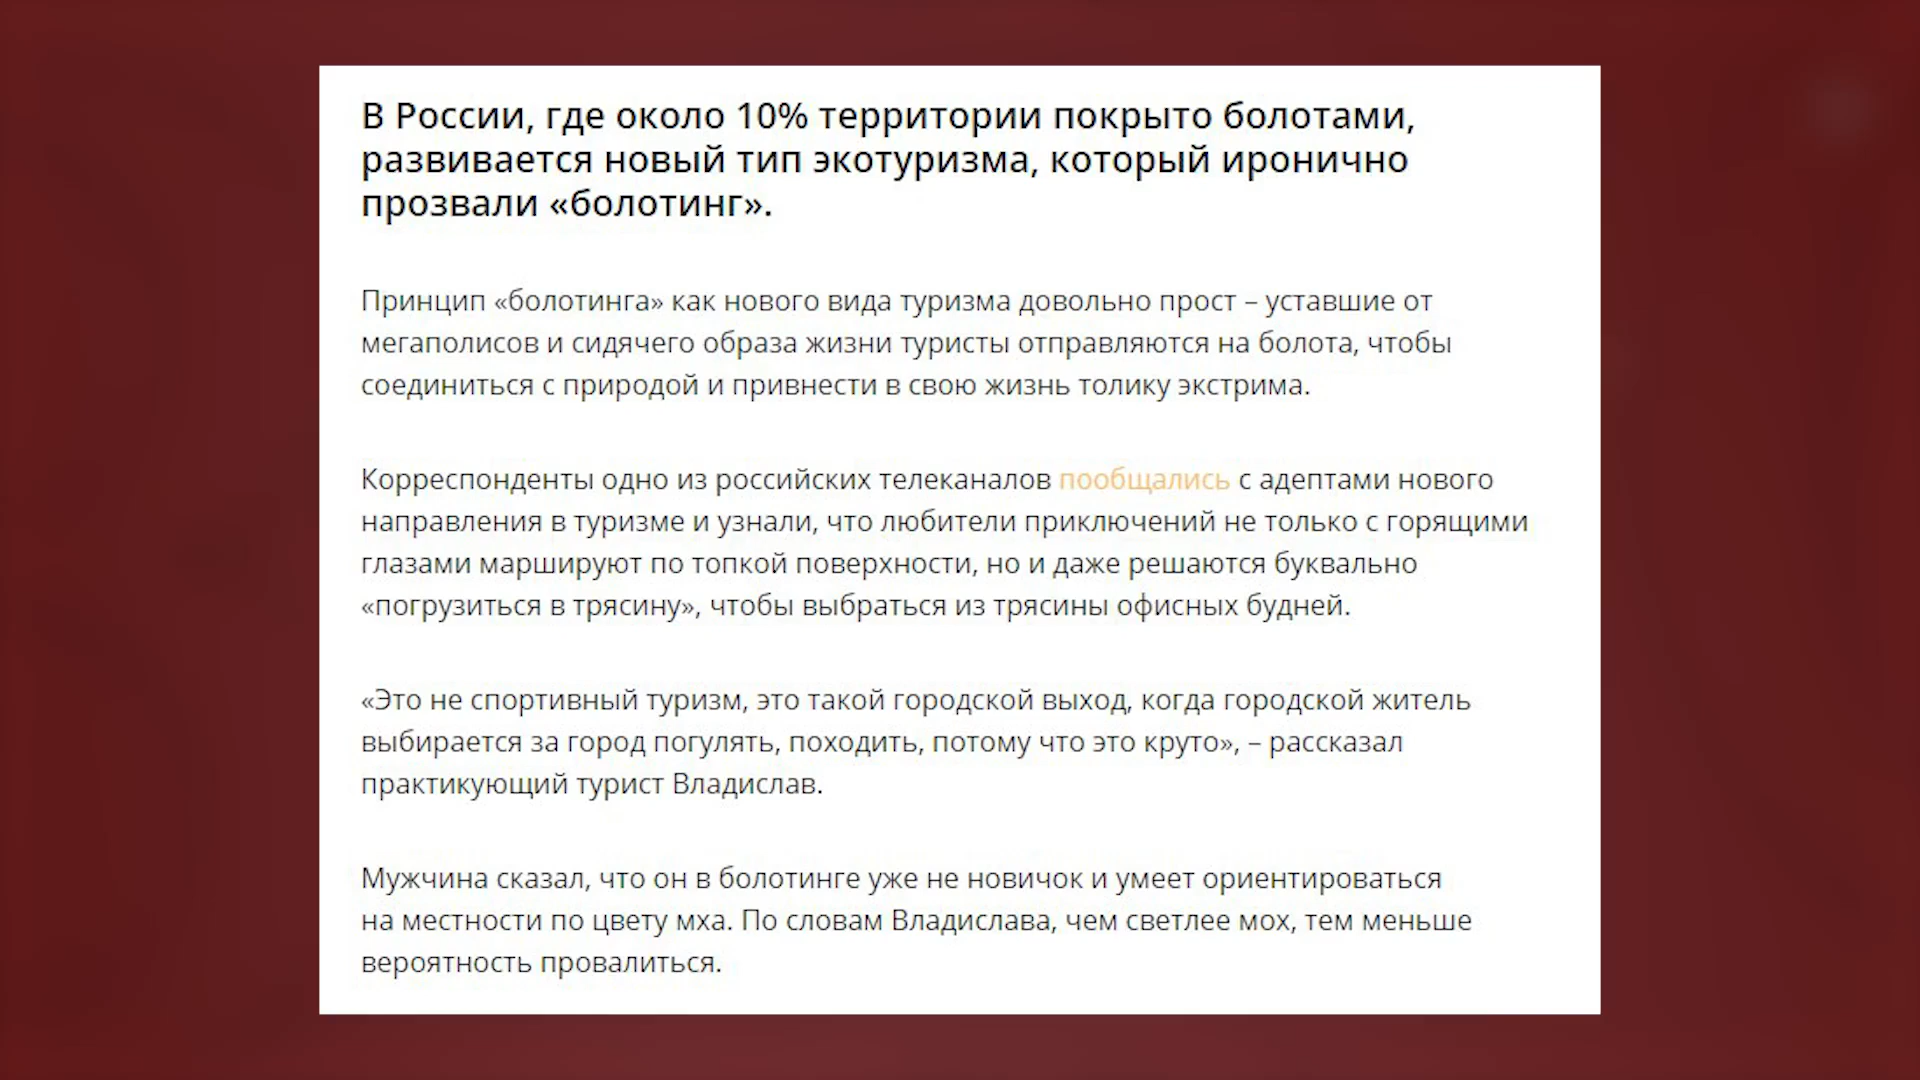 В России, где около 10% территории покрыто болотами,
развивается новый тип экотуризма, который иронично
прозвали «болотинг».
Принцип «болотинга» как нового вида туризма довольно прост – уставшие от
мегаполисов и сидячего образа жизни туристы отправляются на болота, чтобы
соединиться с природой и привнести в свою жизнь толику экстрима.
Корреспонденты одно из российских телеканалов пообщались с адептами нового
направления в туризме и узнали, что любители приключений не только с горящими
глазами маршируют по топкой поверхности, но и даже решаются буквально
«погрузиться в трясину», чтобы выбраться из трясины офисных будней.
«Это не спортивный туризм, это такой городской выход, когда городской житель
выбирается за город погулять, походить, потому что это круто», – рассказал
практикующий турист Владислав.
Мужчина сказал, что он в болотинге уже не новичок и умеет ориентироваться
на местности по цвету мха. По словам Владислава, чем светлее мох, тем меньше
вероятность провалиться.